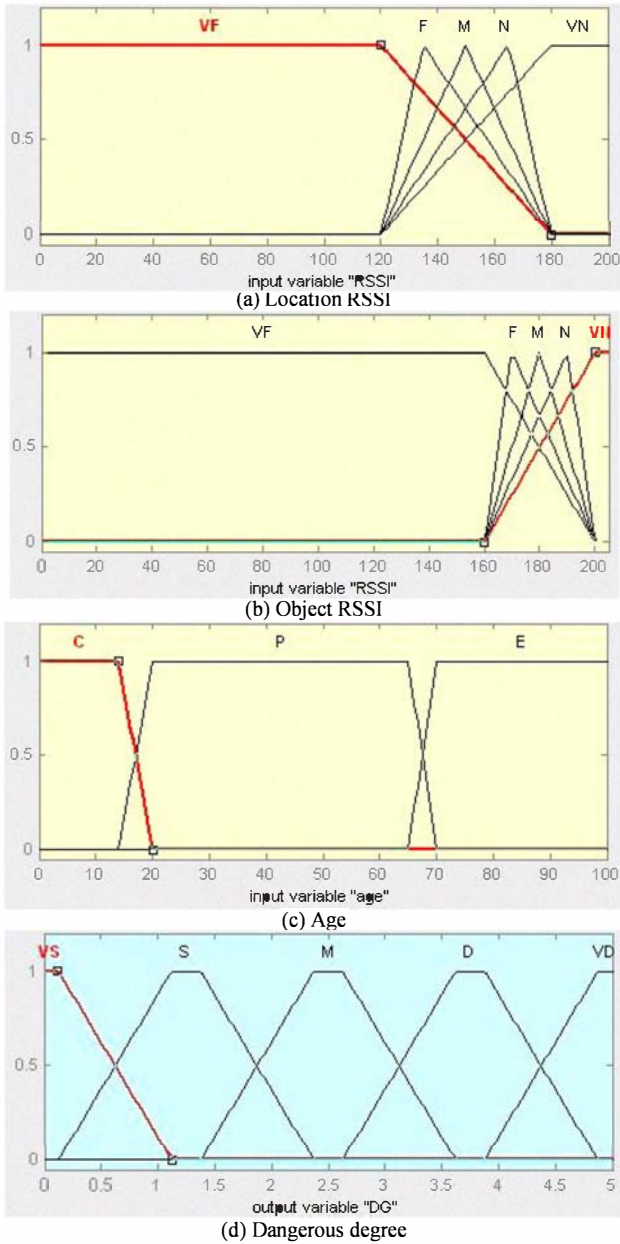 VF F M N VN
1
0.5
0
0 20 40 60 80 100 120 140 160 180 200
input variable "RSSI"
(a) Location RSSI
VF F M N VN
1
0.5
0
0 20 40 60 80 100 120 140 160 180 200
input variable "RSSI"
(b) Object RSSI
C P E
1
0.5
0
0 10 20 30 40 50 60 70 80 90 100
input variable "age"
(c) Age
VS S M D VD
1
0.5
0
0 0.5 1 1.5 2 2.5 3 3.5 4 4.5 5
output variable "DG"
(d) Dangerous degree